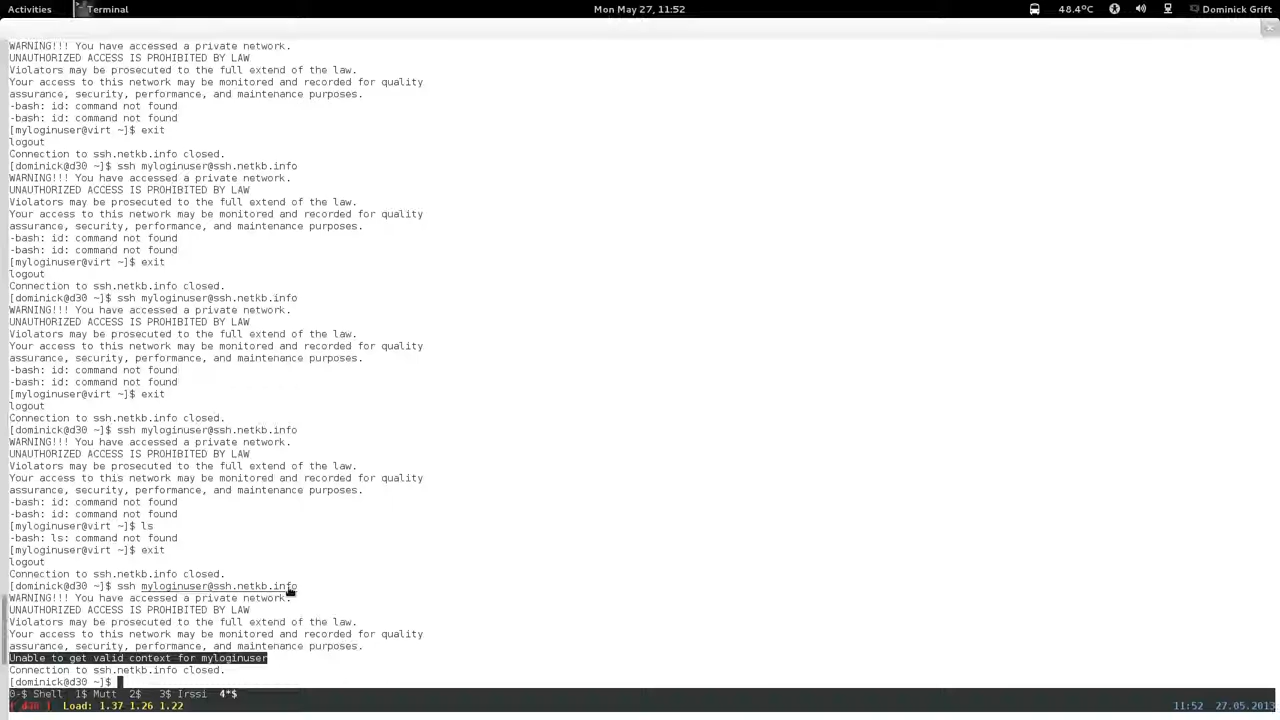 Activities Terminal Mon May 27, 11:52 48.4°C Dominick Grift
WARNING!!! You have accessed a private network.
UNAUTHORIZED ACCESS IS PROHIBITED BY LAW
Violators may be prosecuted to the full extend of the law.
Your access to this network may be monitored and recorded for quality
assurance, security, performance, and maintenance purposes.
-bash: id: command not found
-bash: id: command not found
[myloginuser@virt ~]$ exit
logout
Connection to ssh.netkb.info closed.
[dominick@d30 ~]$ ssh myloginuser@ssh.netkb.info
WARNING!!! You have accessed a private network.
UNAUTHORIZED ACCESS IS PROHIBITED BY LAW
Violators may be prosecuted to the full extend of the law.
Your access to this network may be monitored and recorded for quality
assurance, security, performance, and maintenance purposes.
-bash: id: command not found
-bash: id: command not found
[myloginuser@virt ~]$ exit
logout
Connection to ssh.netkb.info closed.
[dominick@d30 ~]$ ssh myloginuser@ssh.netkb.info
WARNING!!! You have accessed a private network.
UNAUTHORIZED ACCESS IS PROHIBITED BY LAW
Violators may be prosecuted to the full extend of the law.
Your access to this network may be monitored and recorded for quality
assurance, security, performance, and maintenance purposes.
-bash: id: command not found
-bash: id: command not found
[myloginuser@virt ~]$ exit
logout
Connection to ssh.netkb.info closed.
[dominick@d30 ~]$ ssh myloginuser@ssh.netkb.info
WARNING!!! You have accessed a private network.
UNAUTHORIZED ACCESS IS PROHIBITED BY LAW
Violators may be prosecuted to the full extend of the law.
Your access to this network may be monitored and recorded for quality
assurance, security, performance, and maintenance purposes.
-bash: id: command not found
-bash: id: command not found
[myloginuser@virt ~]$ ls
-bash: ls: command not found
[myloginuser@virt ~]$ exit
logout
Connection to ssh.netkb.info closed.
[dominick@d30 ~]$ ssh myloginuser@ssh.netkb.info
WARNING!!! You have accessed a private network.
UNAUTHORIZED ACCESS IS PROHIBITED BY LAW
Violators may be prosecuted to the full extend of the law.
Your access to this network may be monitored and recorded for quality
assurance, security, performance, and maintenance purposes.
Unable to get valid context for myloginuser
Connection to ssh.netkb.info closed.
[dominick@d30 ~]$
0-$ Shell 1$ Mutt 2$ 3$ Irssi 4*$
[ d30 ] Load: 1.37 1.26 1.22 11:52 27.05.2013